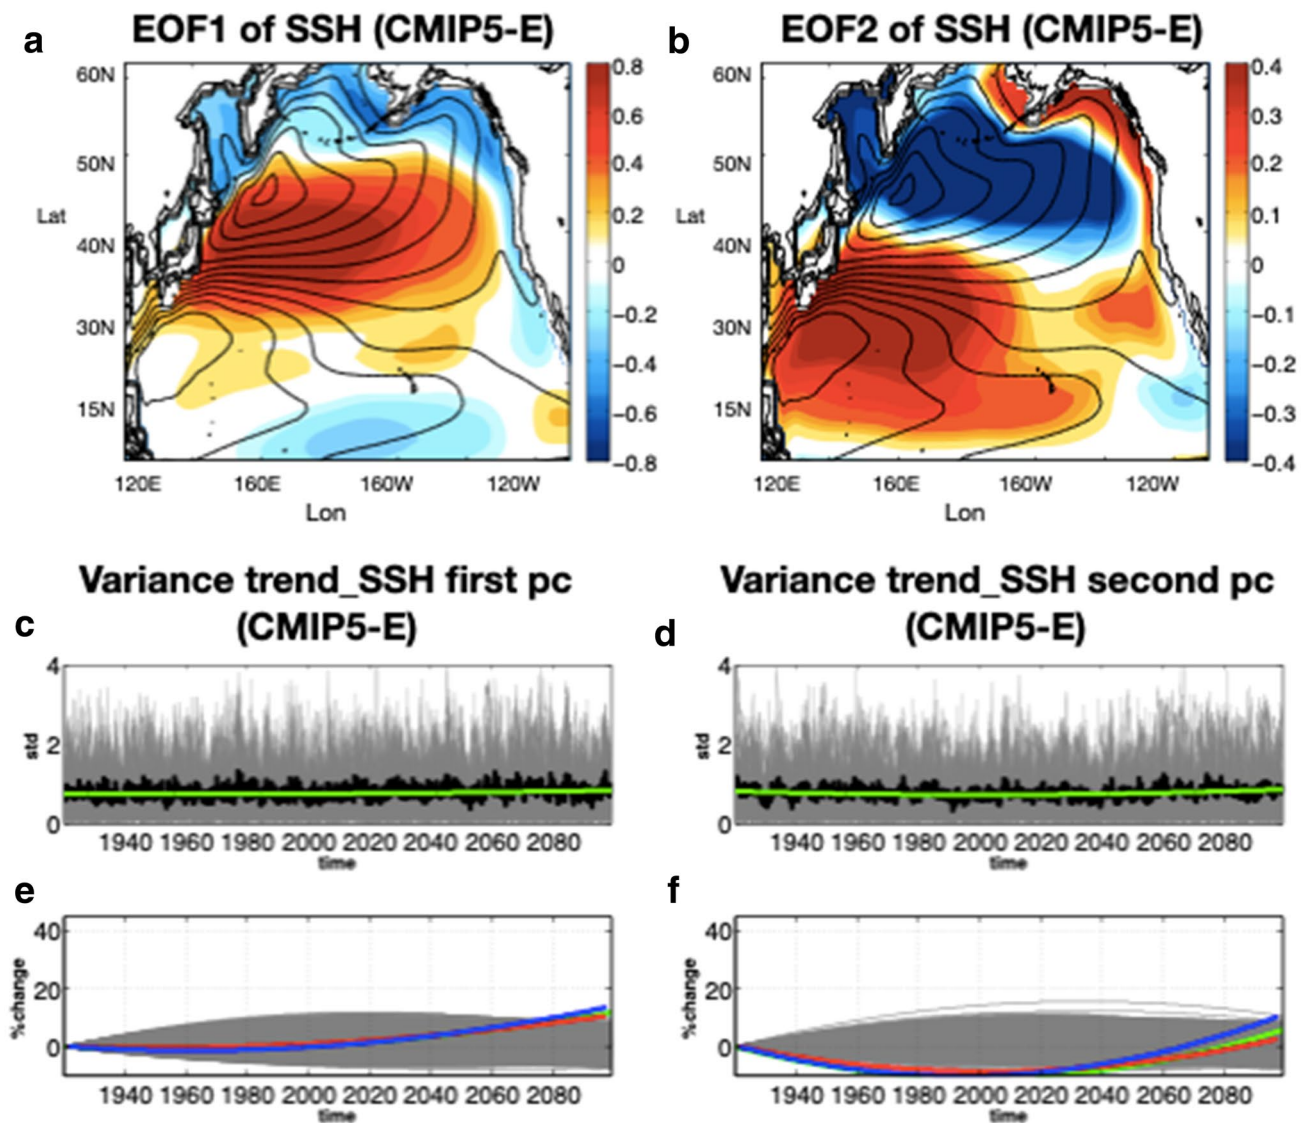 a
EOF1 of SSH (CMIP5-E)
b
EOF2 of SSH (CMIP5-E)
60N
50N
Lat
40N
30N
15N
120E 160E 160W 120W
Lon
0.8
0.6
0.4
0.2
0
−0.2
−0.4
−0.6
−0.8
60N
50N
Lat
40N
30N
15N
120E 160E 160W 120W
Lon
0.4
0.3
0.2
0.1
0
−0.1
−0.2
−0.3
−0.4
Variance trend_SSH first pc
(CMIP5-E)
c
4
2
0
std
1940 1960 1980 2000 2020 2040 2060 2080
time
Variance trend_SSH second pc
(CMIP5-E)
d
4
2
0
std
1940 1960 1980 2000 2020 2040 2060 2080
time
e
40
20
0
%change
1940 1960 1980 2000 2020 2040 2060 2080
time
f
40
20
0
%change
1940 1960 1980 2000 2020 2040 2060 2080
time